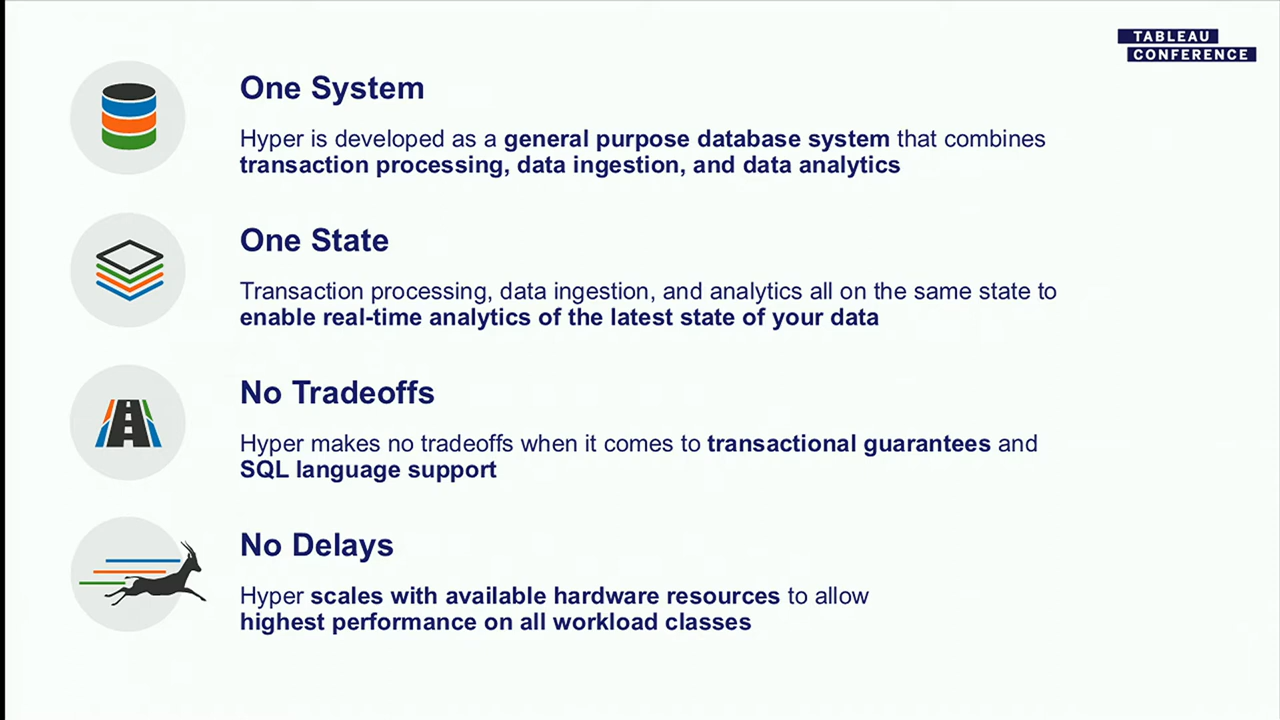 TABLEAU
CONFERENCE
One System
Hyper is developed as a general purpose database system that combines
transaction processing, data ingestion, and data analytics
One State
Transaction processing, data ingestion, and analytics all on the same state to
enable real-time analytics of the latest state of your data
No Tradeoffs
Hyper makes no tradeoffs when it comes to transactional guarantees and
SQL language support
No Delays
Hyper scales with available hardware resources to allow
highest performance on all workload classes